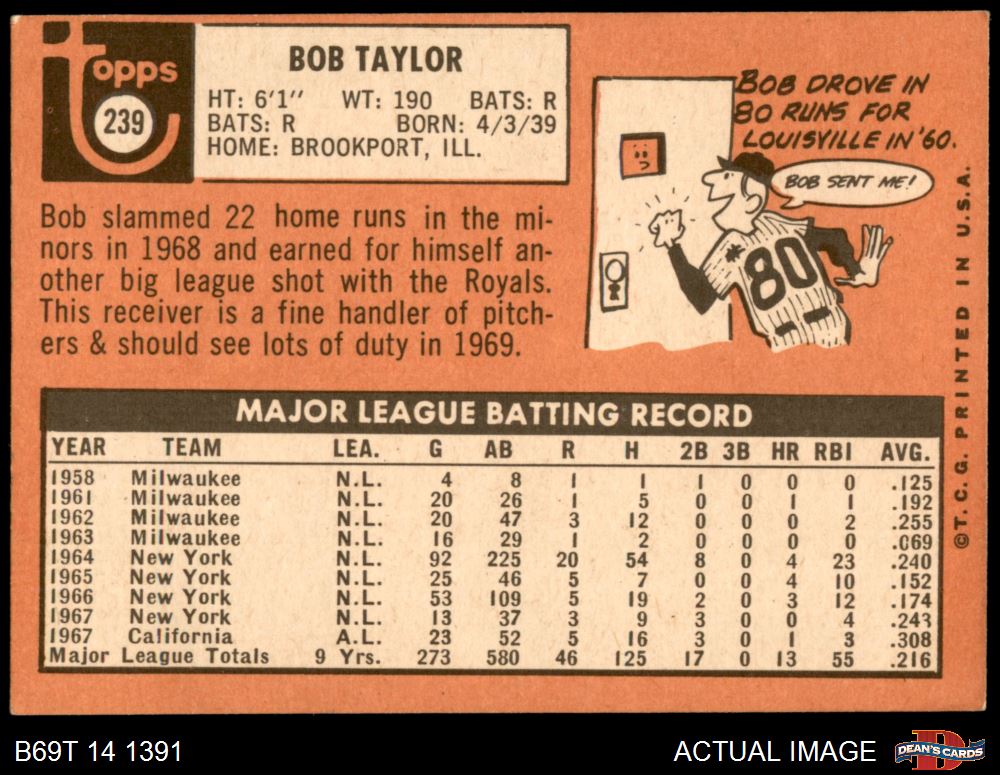 Topps
239
BOB TAYLOR
HT: 6'1" WT: 190 BATS: R
BATS: R BORN: 4/3/39
HOME: BROOKPORT, ILL.
BOB DROVE IN
80 RUNS FOR
LOUISVILLE IN '60.
BOB SENT ME!
80
Bob slammed 22 home runs in the mi-
nors in 1968 and earned for himself an-
other big league shot with the Royals.
This receiver is a fine handler of pitch-
ers & should see lots of duty in 1969.
MAJOR LEAGUE BATTING RECORD
YEAR TEAM LEA. G AB R H 2B 3B HR RBI AVG.
1958 Milwaukee N.L. 4 8 1 1 1 0 0 0 .125
1961 Milwaukee N.L. 20 26 1 5 0 0 1 1 .192
1962 Milwaukee N.L. 20 47 3 12 0 0 0 2 .255
1963 Milwaukee N.L. 16 29 1 2 0 0 0 0 .069
1964 New York N.L. 92 225 20 54 8 0 4 23 .240
1965 New York N.L. 25 46 5 7 0 0 4 10 .152
1966 New York N.L. 53 109 5 19 2 0 3 12 .174
1967 New York N.L. 13 37 3 9 3 0 0 4 .243
1967 California A.L. 23 52 5 16 3 0 1 3 .308
Major League Totals 9 Yrs. 273 580 46 125 17 0 13 55 .216
©T.C.G. PRINTED IN U.S.A.
B69T 14 1391
ACTUAL IMAGE
D
DEAN'S CARDS